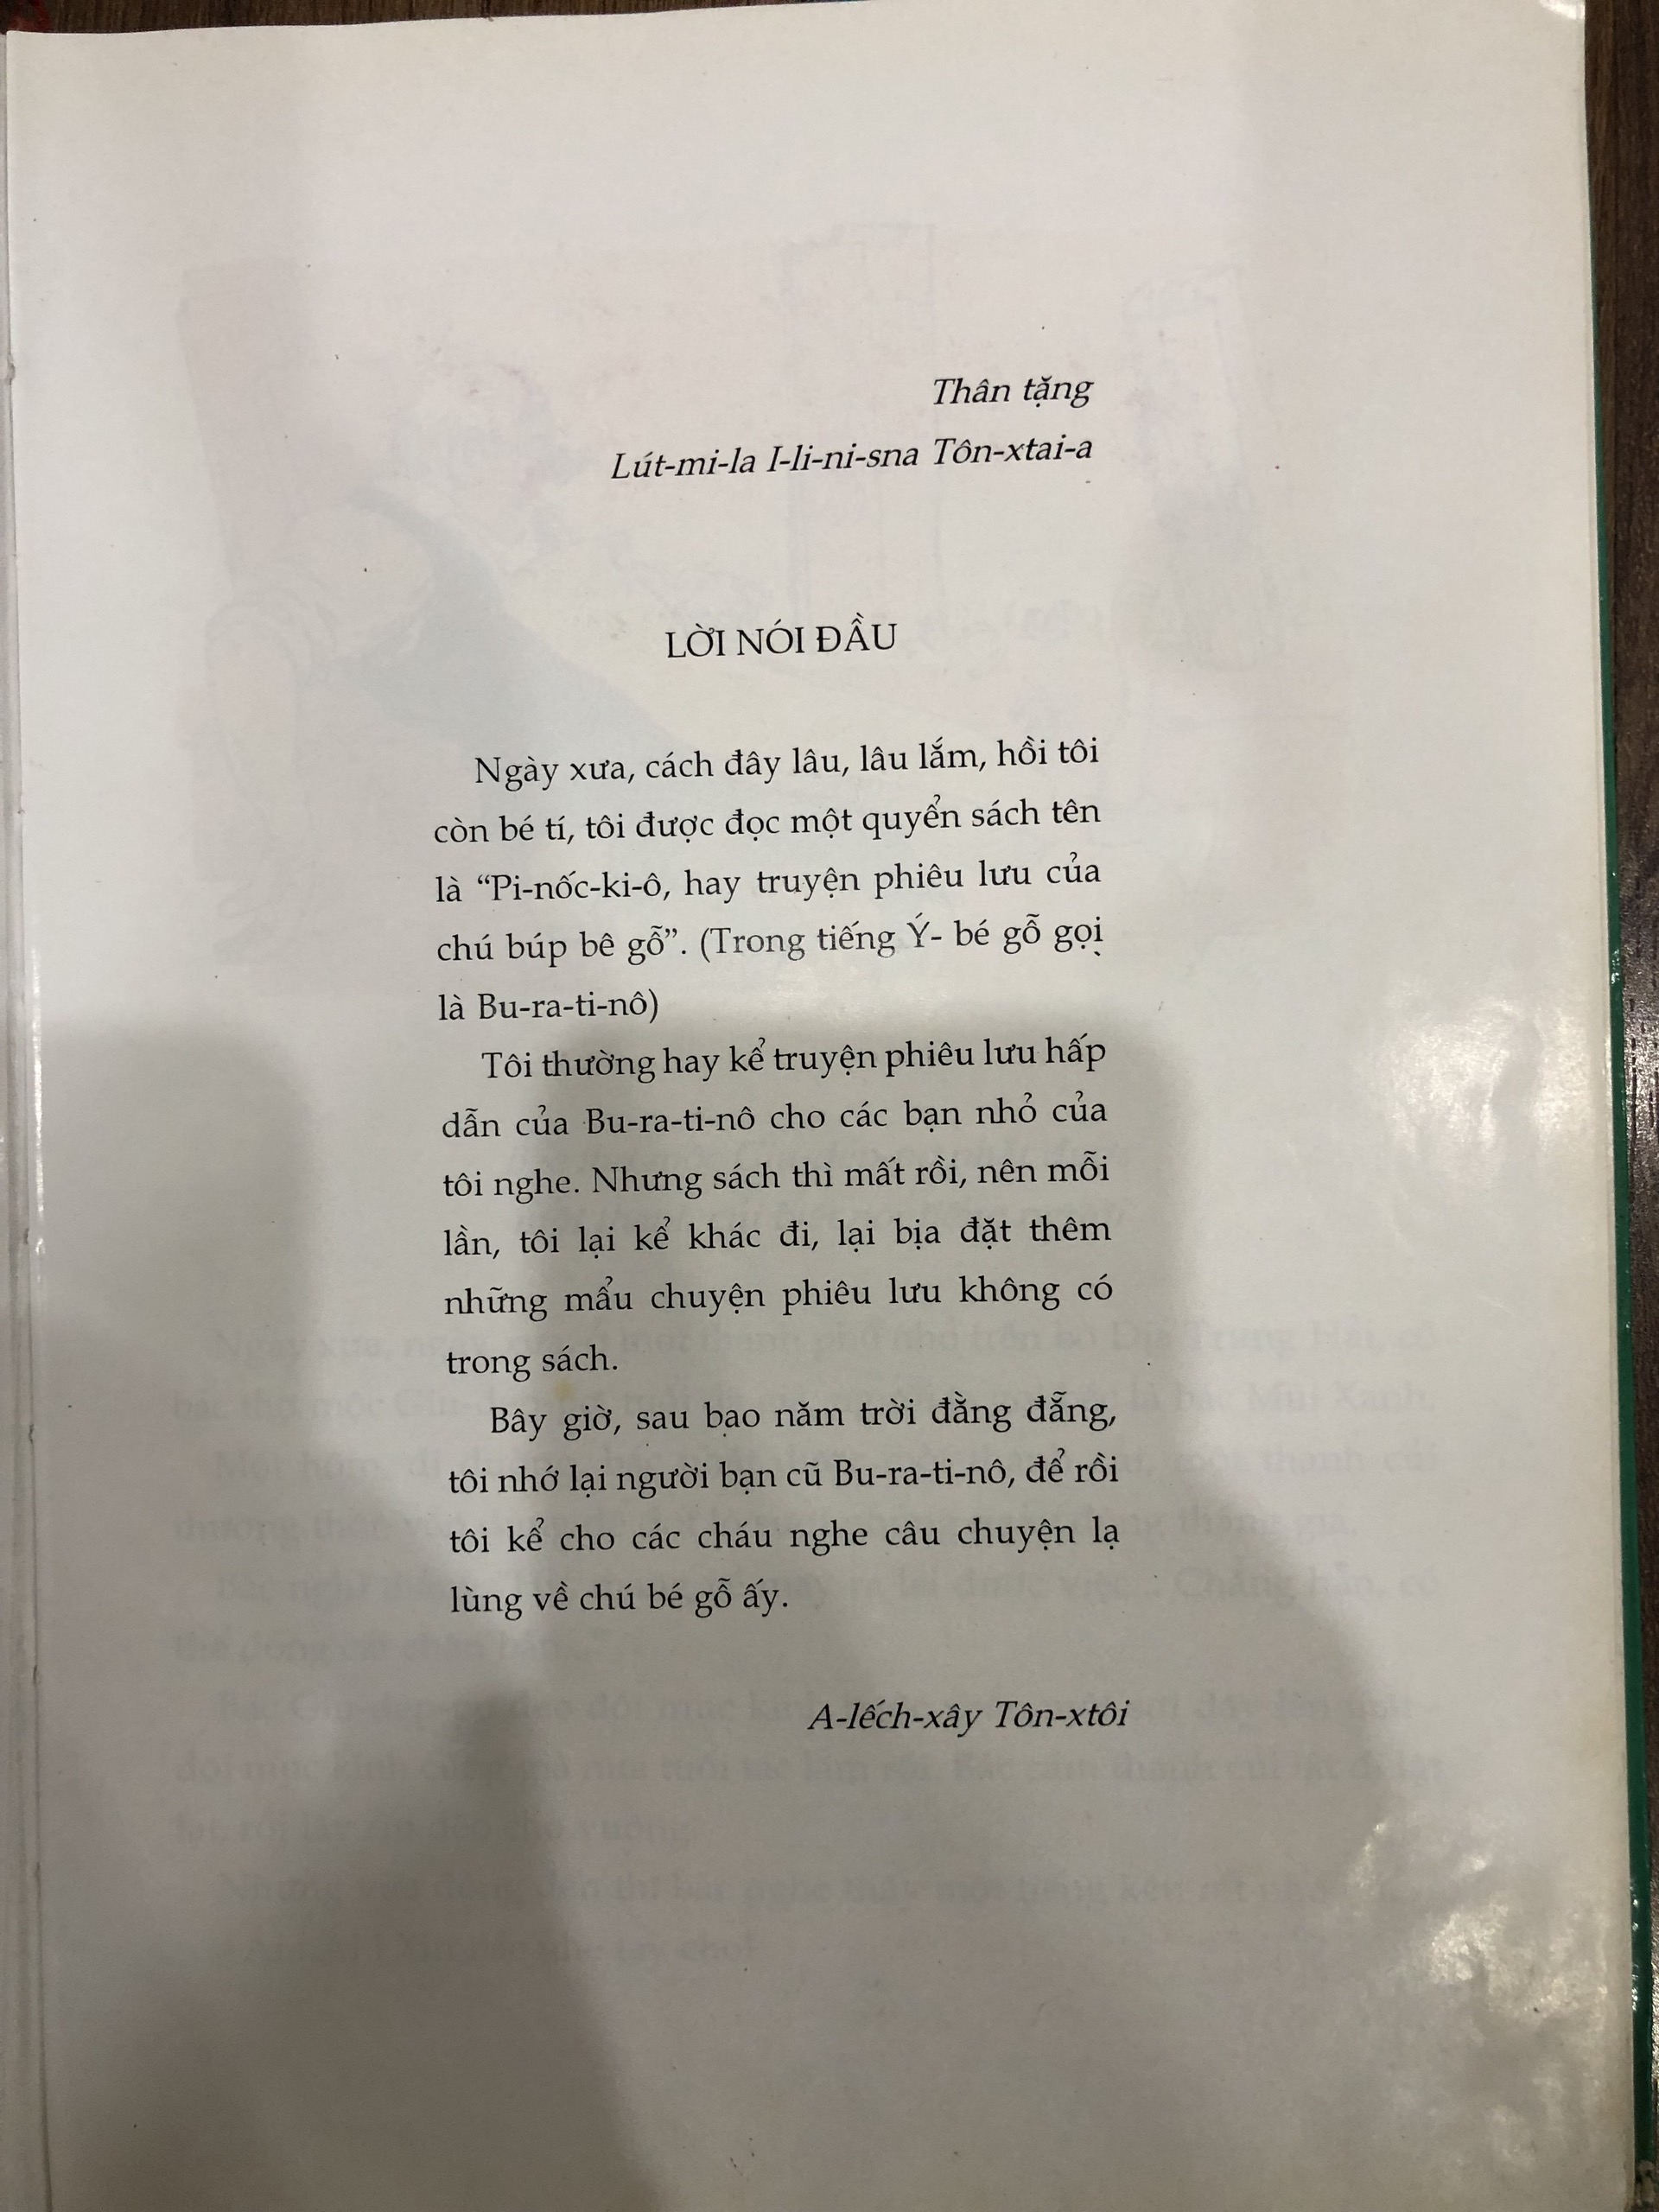 Thân tặng
Lút-mi-la I-li-ni-sna Tôn-xtai-a
LỜI NÓI ĐẦU
Ngày xưa, cách đây lâu, lâu lắm, hồi tôi
còn bé tí, tôi được đọc một quyển sách tên
là “Pi-nốc-ki-ô, hay truyện phiêu lưu của
chú búp bê gỗ”. (Trong tiếng Ý- bé gỗ gọi
là Bu-ra-ti-nô)
Tôi thường hay kể truyện phiêu lưu hấp
dẫn của Bu-ra-ti-nô cho các bạn nhỏ của
tôi nghe. Nhưng sách thì mất rồi, nên mỗi
lần, tôi lại kể khác đi, lại bịa đặt thêm
những mẩu chuyện phiêu lưu không có
trong sách.
Bây giờ, sau bao năm trời đằng đẵng,
tôi nhớ lại người bạn cũ Bu-ra-ti-nô, để rồi
tôi kể cho các cháu nghe câu chuyện lạ
lùng về chú bé gỗ ấy.
A-lếch-xây Tôn-xtôi